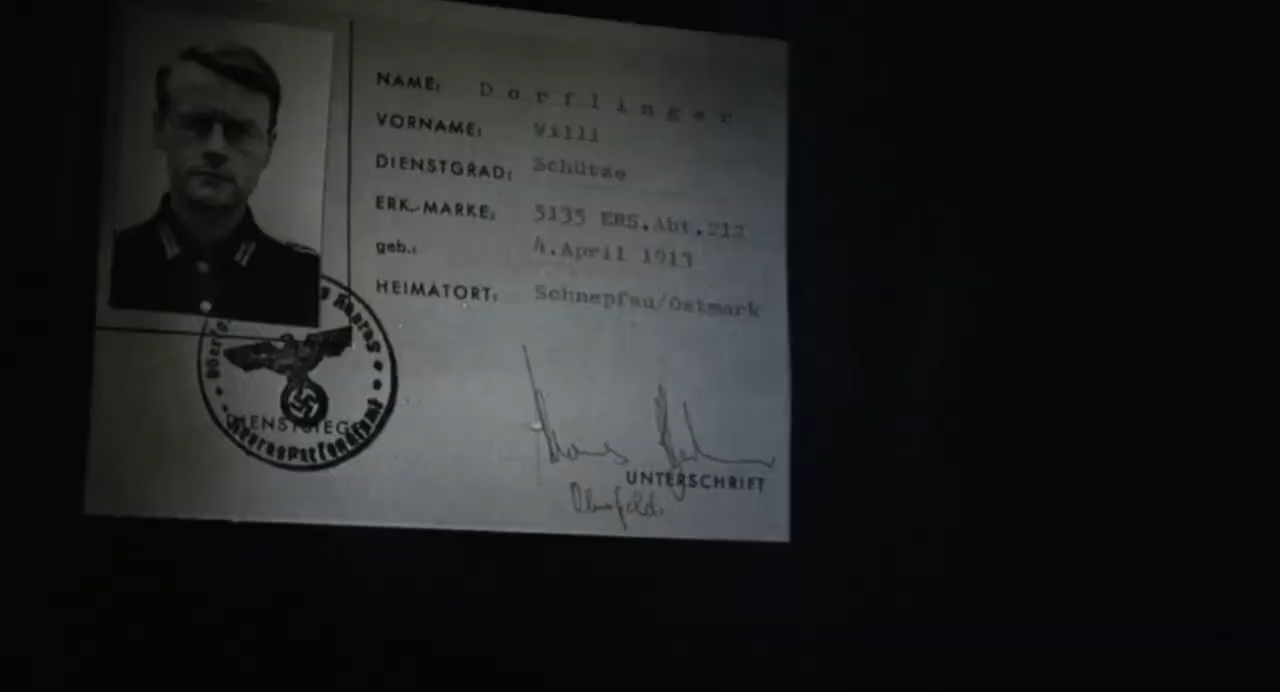 NAME: Dorflinger
VORNAME: Willi
DIENSTGRAD: Schütze
ERK.-MARKE: 5135 ERS.Abt.212
geb.: 4.April 1913
HEIMATORT: Schnepfau/Ostmark
DIENSTSIEG
UNTERSCHRIFT